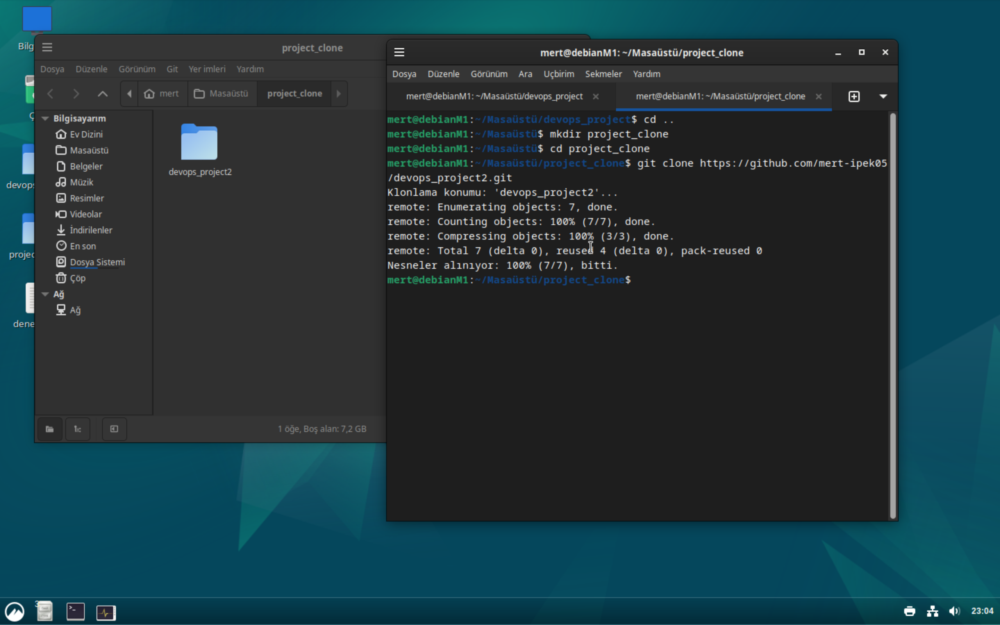 Bilg
devops
projec
dene
project_clone
Dosya Düzenle Görünüm Git Yer imleri Yardım
mert Masaüstü project_clone
Bilgisayarım
Ev Dizini
Masaüstü
Belgeler
Müzik
Resimler
Videolar
İndirilenler
En son
Dosya Sistemi
Çöp
Ağ
Ağ
devops_project2
1 öğe, Boş alan: 7,2 GB
mert@debianM1: ~/Masaüstü/project_clone
Dosya Düzenle Görünüm Ara Uçbirim Sekmeler Yardım
mert@debianM1: ~/Masaüstü/devops_project mert@debianM1: ~/Masaüstü/project_clone
mert@debianM1:~/Masaüstü/devops_project$ cd ..
mert@debianM1:~/Masaüstü$ mkdir project_clone
mert@debianM1:~/Masaüstü$ cd project_clone
mert@debianM1:~/Masaüstü/project_clone$ git clone https://github.com/mert-ipek05
/devops_project2.git
Klonlama konumu: 'devops_project2'...
remote: Enumerating objects: 7, done.
remote: Counting objects: 100% (7/7), done.
remote: Compressing objects: 100% (3/3), done.
remote: Total 7 (delta 0), reused 4 (delta 0), pack-reused 0
Nesneler alınıyor: 100% (7/7), bitti.
mert@debianM1:~/Masaüstü/project_clone$
23:04